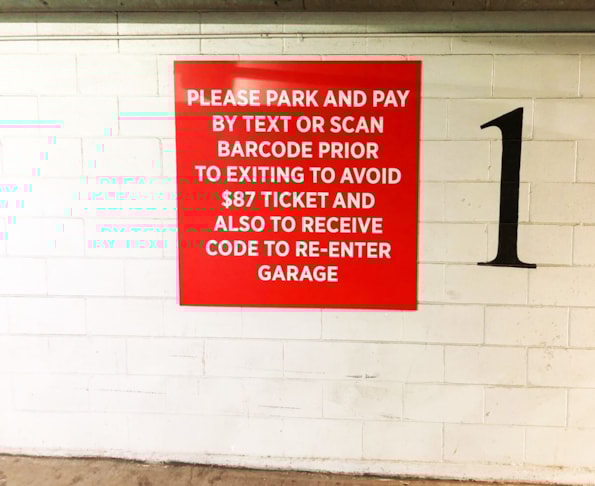 PLEASE PARK AND PAY
BY TEXT OR SCAN
BARCODE PRIOR
TO EXITING TO AVOID
$87 TICKET AND
ALSO TO RECEIVE
CODE TO RE-ENTER
GARAGE
1